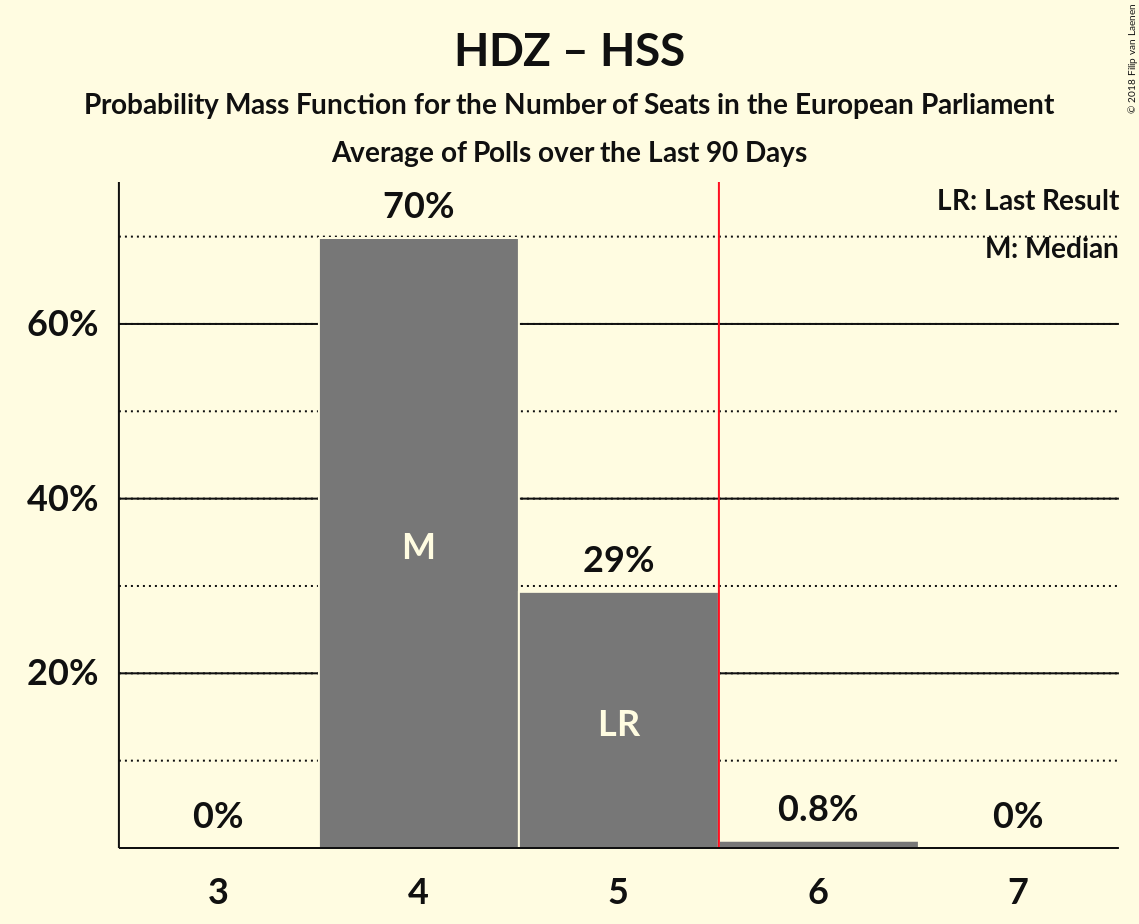 HDZ – HSS
Probability Mass Function for the Number of Seats in the European Parliament
Average of Polls over the Last 90 Days
© 2018 Filip van Laenen
LR: Last Result
M: Median
70%
60%
40%
20%
M
29%
LR
0%
0.8%
0%
3 4 5 6 7